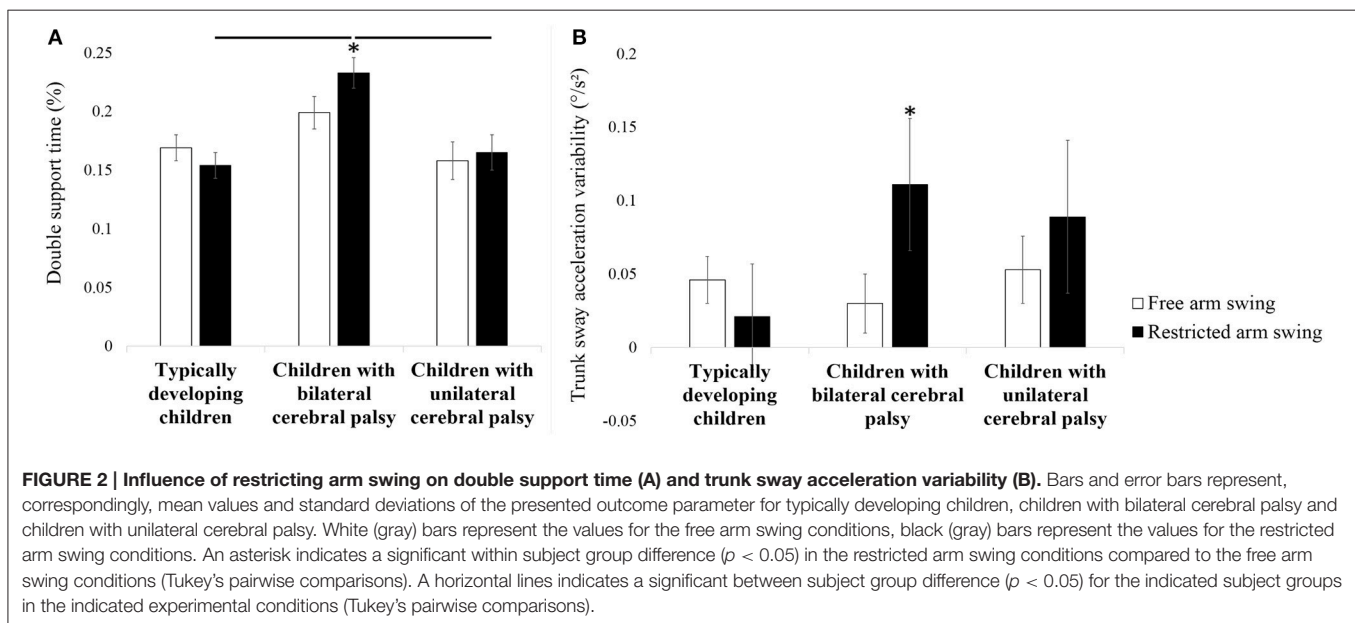 A
B
Double support time (%)
0.25
0.2
0.15
0.1
0.05
0
*
Typically
developing
children
Children with
bilateral
cerebral palsy
Children with
unilateral
cerebral palsy
Trunk sway acceleration variability (°/s²)
0.2
0.15
0.1
0.05
0
-0.05
*
Typically
developing
children
Children with
bilateral cerebral
palsy
Children with
unilateral
cerebral palsy
Free arm swing
Restricted arm swing
FIGURE 2 | Influence of restricting arm swing on double support time (A) and trunk sway acceleration variability (B). Bars and error bars represent,
correspondingly, mean values and standard deviations of the presented outcome parameter for typically developing children, children with bilateral cerebral palsy and
children with unilateral cerebral palsy. White (gray) bars represent the values for the free arm swing conditions, black (gray) bars represent the values for the restricted
arm swing conditions. An asterisk indicates a significant within subject group difference (p < 0.05) in the restricted arm swing conditions compared to the free arm
swing conditions (Tukey's pairwise comparisons). A horizontal lines indicates a significant between subject group difference (p < 0.05) for the indicated subject groups
in the indicated experimental conditions (Tukey's pairwise comparisons).